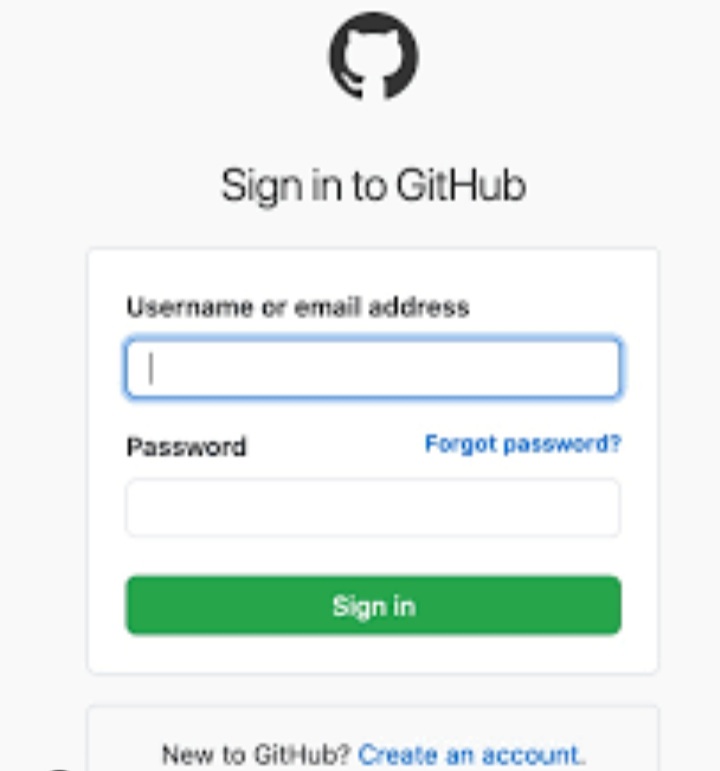 Sign in to GitHub
Username or email address
Password Forgot password?
Sign in
New to GitHub? Create an account.